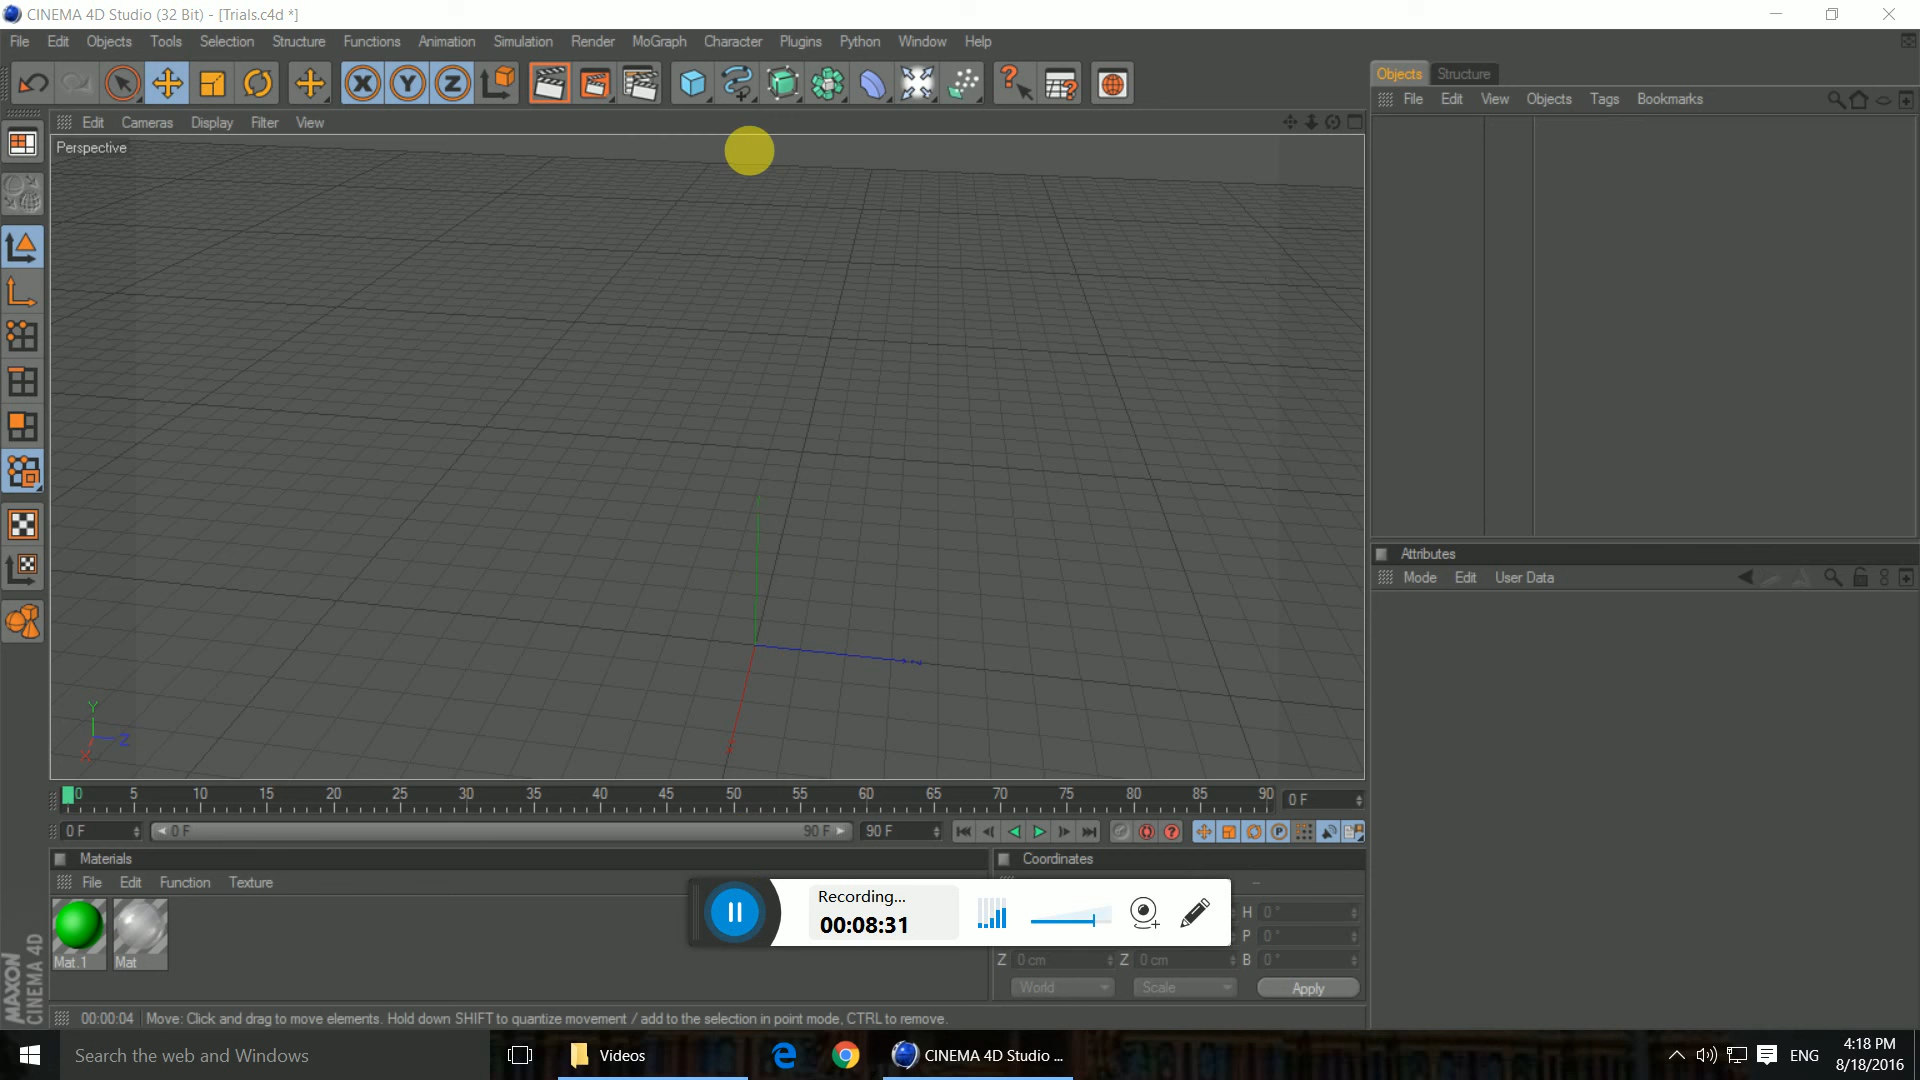 CINEMA 4D Studio (32 Bit) - [Trials.c4d *]
File Edit Objects Tools Selection Structure Functions Animation Simulation Render MoGraph Character Plugins Python Window Help
Objects Structure
File Edit View Objects Tags Bookmarks
Edit Cameras Display Filter View
Perspective
Y
Z
X
Attributes
Mode Edit User Data
0 5 10 15 20 25 30 35 40 45 50 55 60 65 70 75 80 85 90 0 F
0 F 0 F 90 F 90 F
Materials
Coordinates
File Edit Function Texture
Recording...
00:08:31
H 0 °
P 0 °
Z 0 cm Z 0 cm B 0 °
World Scale Apply
Mat.1 Mat
MAXON
CINEMA 4D
00:00:04 Move: Click and drag to move elements. Hold down SHIFT to quantize movement / add to the selection in point mode, CTRL to remove.
Search the web and Windows
Videos
CINEMA 4D Studio ...
ENG
4:18 PM
8/18/2016